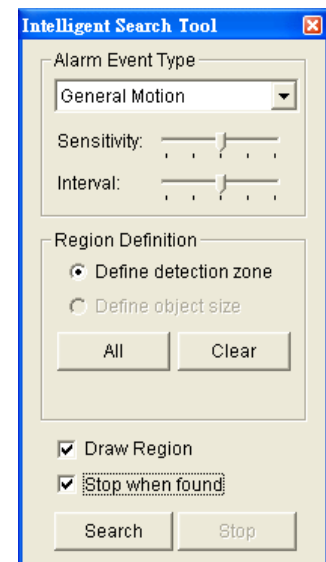 Intelligent Search Tool
Alarm Event Type
General Motion
Sensitivity:
Interval:
Region Definition
Define detection zone
Define object size
All Clear
Draw Region
Stop when found
Search Stop